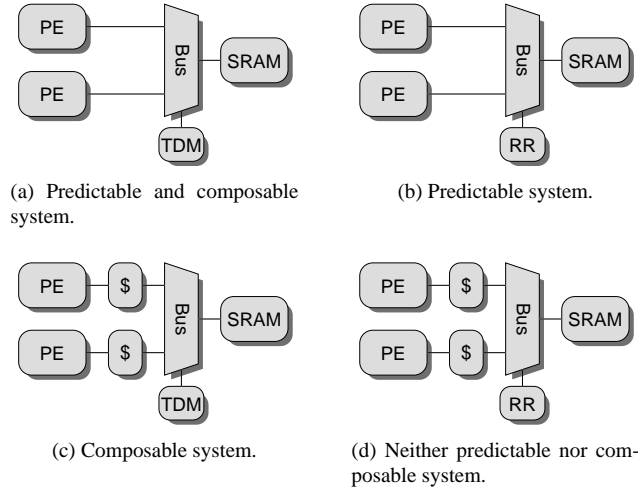 PE
PE
Bus
SRAM
TDM
(a) Predictable and composable
system.
PE
PE
Bus
SRAM
RR
(b) Predictable system.
PE
$
PE
$
Bus
SRAM
TDM
(c) Composable system.
PE
$
PE
$
Bus
SRAM
RR
(d) Neither predictable nor com-
posable system.